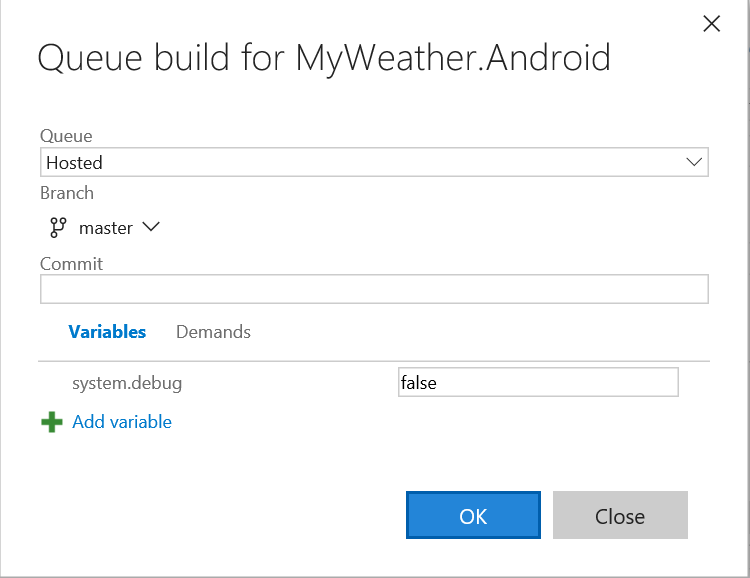 Queue build for MyWeather.Android
Queue
Hosted
Branch
master
Commit
Variables Demands
system.debug false
Add variable
OK Close